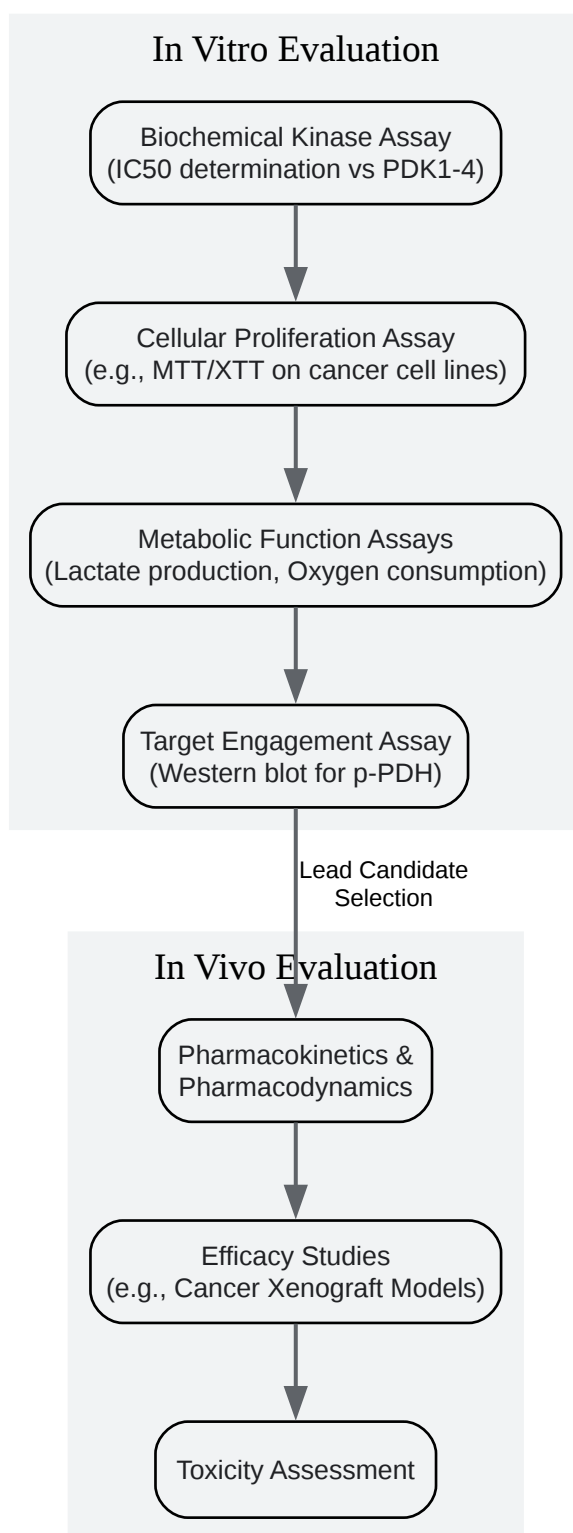 In Vitro Evaluation
Biochemical Kinase Assay
(IC50 determination vs PDK1-4)
Cellular Proliferation Assay
(e.g., MTT/XTT on cancer cell lines)
Metabolic Function Assays
(Lactate production, Oxygen consumption)
Target Engagement Assay
(Western blot for p-PDH)
Lead Candidate
Selection
In Vivo Evaluation
Pharmacokinetics &
Pharmacodynamics
Efficacy Studies
(e.g., Cancer Xenograft Models)
Toxicity Assessment